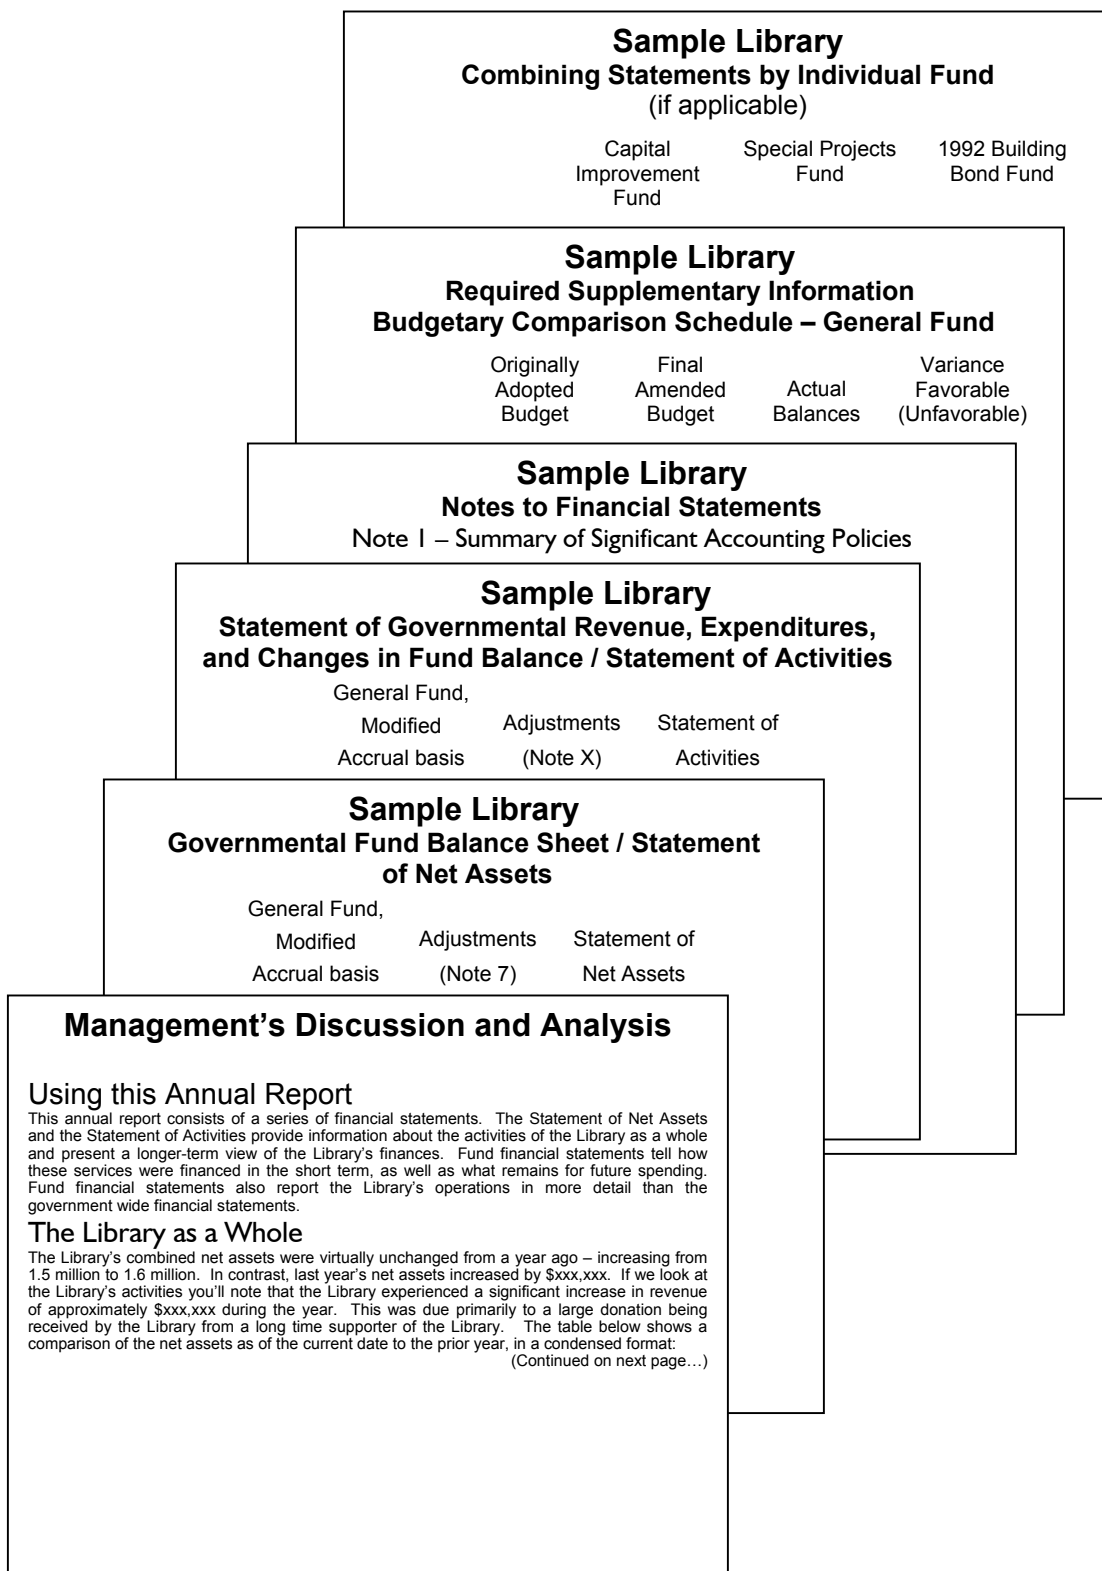 Sample Library
Combining Statements by Individual Fund
(if applicable)
Capital Special Projects 1992 Building
Improvement Fund Bond Fund
Fund
Sample Library
Required Supplementary Information
Budgetary Comparison Schedule – General Fund
Originally Final Variance
Adopted Amended Actual Favorable
Budget Budget Balances (Unfavorable)
Sample Library
Notes to Financial Statements
Note 1 – Summary of Significant Accounting Policies
Sample Library
Statement of Governmental Revenue, Expenditures,
and Changes in Fund Balance / Statement of Activities
General Fund,
Modified Adjustments Statement of
Accrual basis (Note X) Activities
Sample Library
Governmental Fund Balance Sheet / Statement
of Net Assets
General Fund,
Modified Adjustments Statement of
Accrual basis (Note 7) Net Assets
Management’s Discussion and Analysis
Using this Annual Report
This annual report consists of a series of financial statements. The Statement of Net Assets
and the Statement of Activities provide information about the activities of the Library as a whole
and present a longer-term view of the Library’s finances. Fund financial statements tell how
these services were financed in the short term, as well as what remains for future spending.
Fund financial statements also report the Library’s operations in more detail than the
government wide financial statements.
The Library as a Whole
The Library’s combined net assets were virtually unchanged from a year ago – increasing from
1.5 million to 1.6 million. In contrast, last year’s net assets increased by $xxx,xxx. If we look at
the Library’s activities you’ll note that the Library experienced a significant increase in revenue
of approximately $xxx,xxx during the year. This was due primarily to a large donation being
received by the Library from a long time supporter of the Library. The table below shows a
comparison of the net assets as of the current date to the prior year, in a condensed format:
(Continued on next page…)